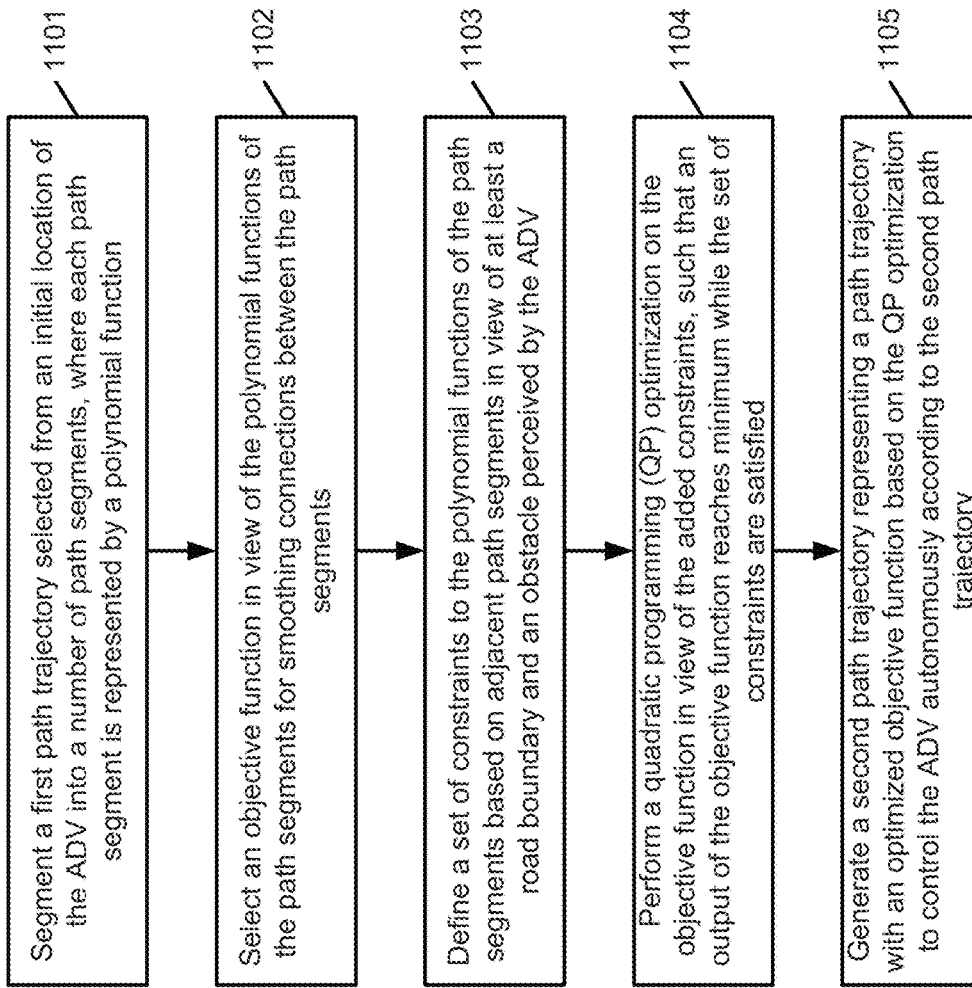 Segment a first path trajectory selected from an initial location of
the ADV into a number of path segments, where each path
segment is represented by a polynomial function
1101
Select an objective function in view of the polynomial functions of
the path segments for smoothing connections between the path
segments
1102
Define a set of constraints to the polynomial functions of the path
segments based on adjacent path segments in view of at least a
road boundary and an obstacle perceived by the ADV
1103
Perform a quadratic programming (QP) optimization on the
objective function in view of the added constraints, such that an
output of the objective function reaches minimum while the set of
constraints are satisfied
1104
Generate a second path trajectory representing a path trajectory
with an optimized objective function based on the QP optimization
to control the ADV autonomously according to the second path
trajectory
1105